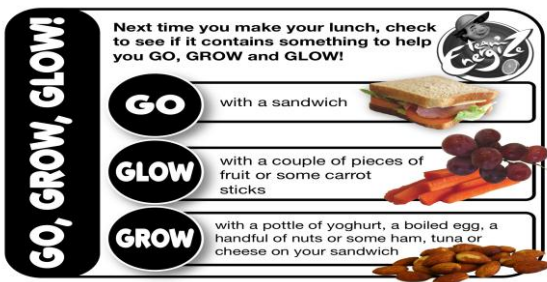 GO, GROW, GLOW!
Next time you make your lunch, check
to see if it contains something to help
you GO, GROW and GLOW!
Team
EnergiZe
GO
with a sandwich
GLOW
with a couple of pieces of
fruit or some carrot
sticks
GROW
with a pottle of yoghurt, a boiled egg, a
handful of nuts or some ham, tuna or
cheese on your sandwich